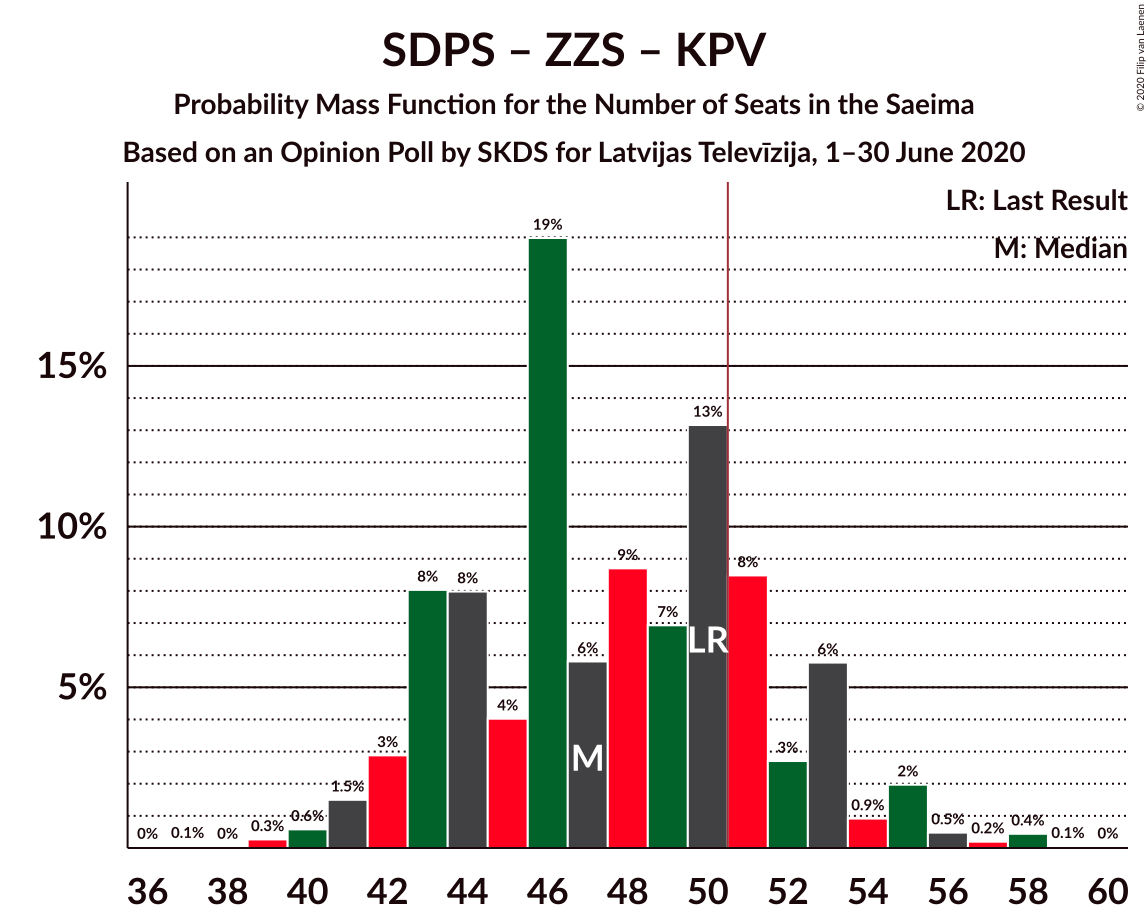 SDPS – ZZS – KPV
Probability Mass Function for the Number of Seats in the Saeima
Based on an Opinion Poll by SKDS for Latvijas Televīzija, 1–30 June 2020
© 2020 Filip van Laenen
LR: Last Result
M: Median
15%
10%
5%
0% 0.1% 0% 0.3% 0.6% 1.5% 3% 8% 8% 4% 19% 6% 9% 7% 13% 8% 3% 6% 0.9% 2% 0.5% 0.2% 0.4% 0.1% 0%
LR
M
36 38 40 42 44 46 48 50 52 54 56 58 60